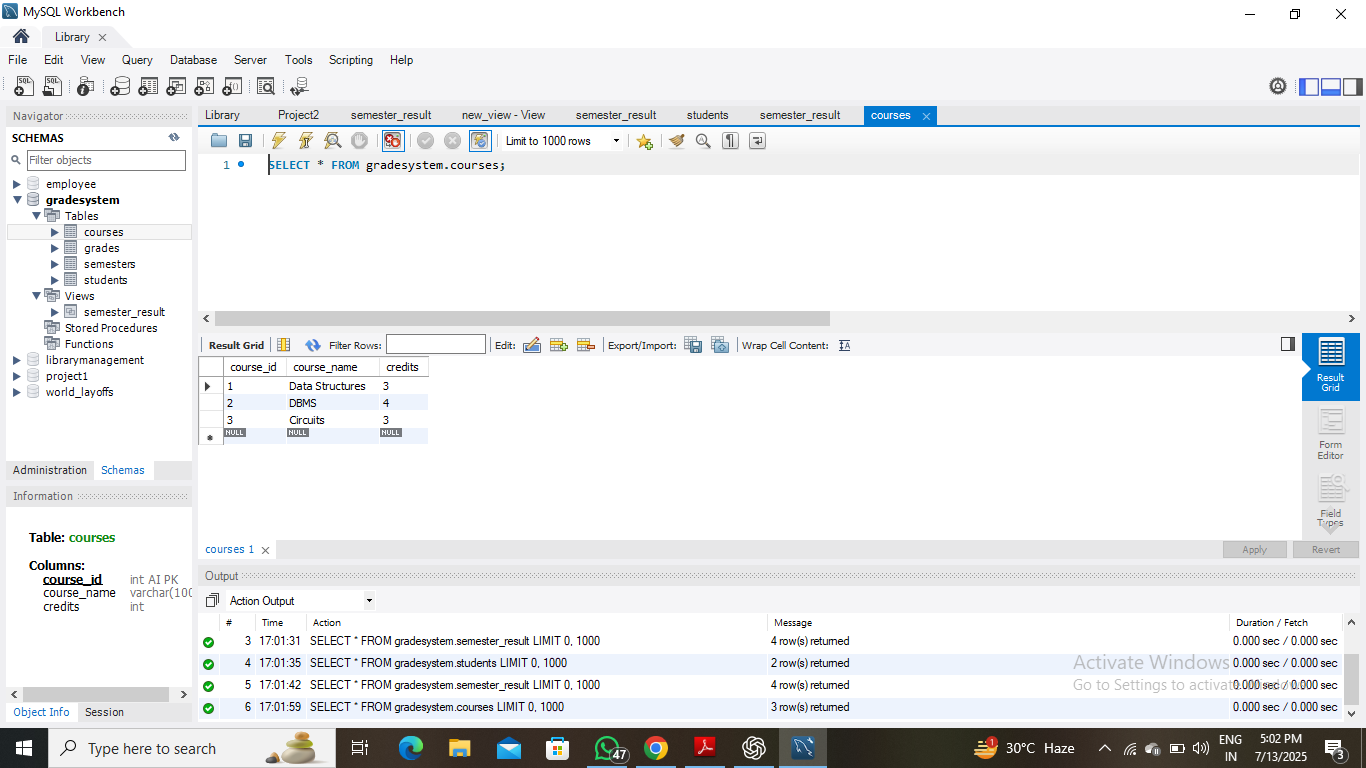 MySQL Workbench
Library
File Edit View Query Database Server Tools Scripting Help
Navigator
SCHEMAS
Filter objects
employee
gradesystem
Tables
courses
grades
semesters
students
Views
semester_result
Stored Procedures
Functions
librarymanagement
project1
world_layoffs
Administration Schemas
Information
Table: courses
Columns:
course_id int AI PK
course_name varchar(100
credits int
Object Info Session
Library Project2 semester_result new_view - View semester_result students semester_result courses
Limit to 1000 rows
1 SELECT * FROM gradesystem.courses;
Result Grid Filter Rows: Edit: Export/Import: Wrap Cell Content:
course_id course_name credits
1 Data Structures 3
2 DBMS 4
3 Circuits 3
NULL NULL NULL
Result Grid
Form Editor
Field Types
courses 1
Apply Revert
Output
Action Output
# Time Action Message Duration / Fetch
3 17:01:31 SELECT * FROM gradesystem.semester_result LIMIT 0, 1000 4 row(s) returned 0.000 sec / 0.000 sec
4 17:01:35 SELECT * FROM gradesystem.students LIMIT 0, 1000 2 row(s) returned 0.000 sec / 0.000 sec
5 17:01:42 SELECT * FROM gradesystem.semester_result LIMIT 0, 1000 4 row(s) returned 0.000 sec / 0.000 sec
6 17:01:59 SELECT * FROM gradesystem.courses LIMIT 0, 1000 3 row(s) returned 0.000 sec / 0.000 sec
Activate Windows
Go to Settings to activate Windows.
Type here to search
47
1
30°C Haze
ENG
IN
5:02 PM
7/13/2025
3